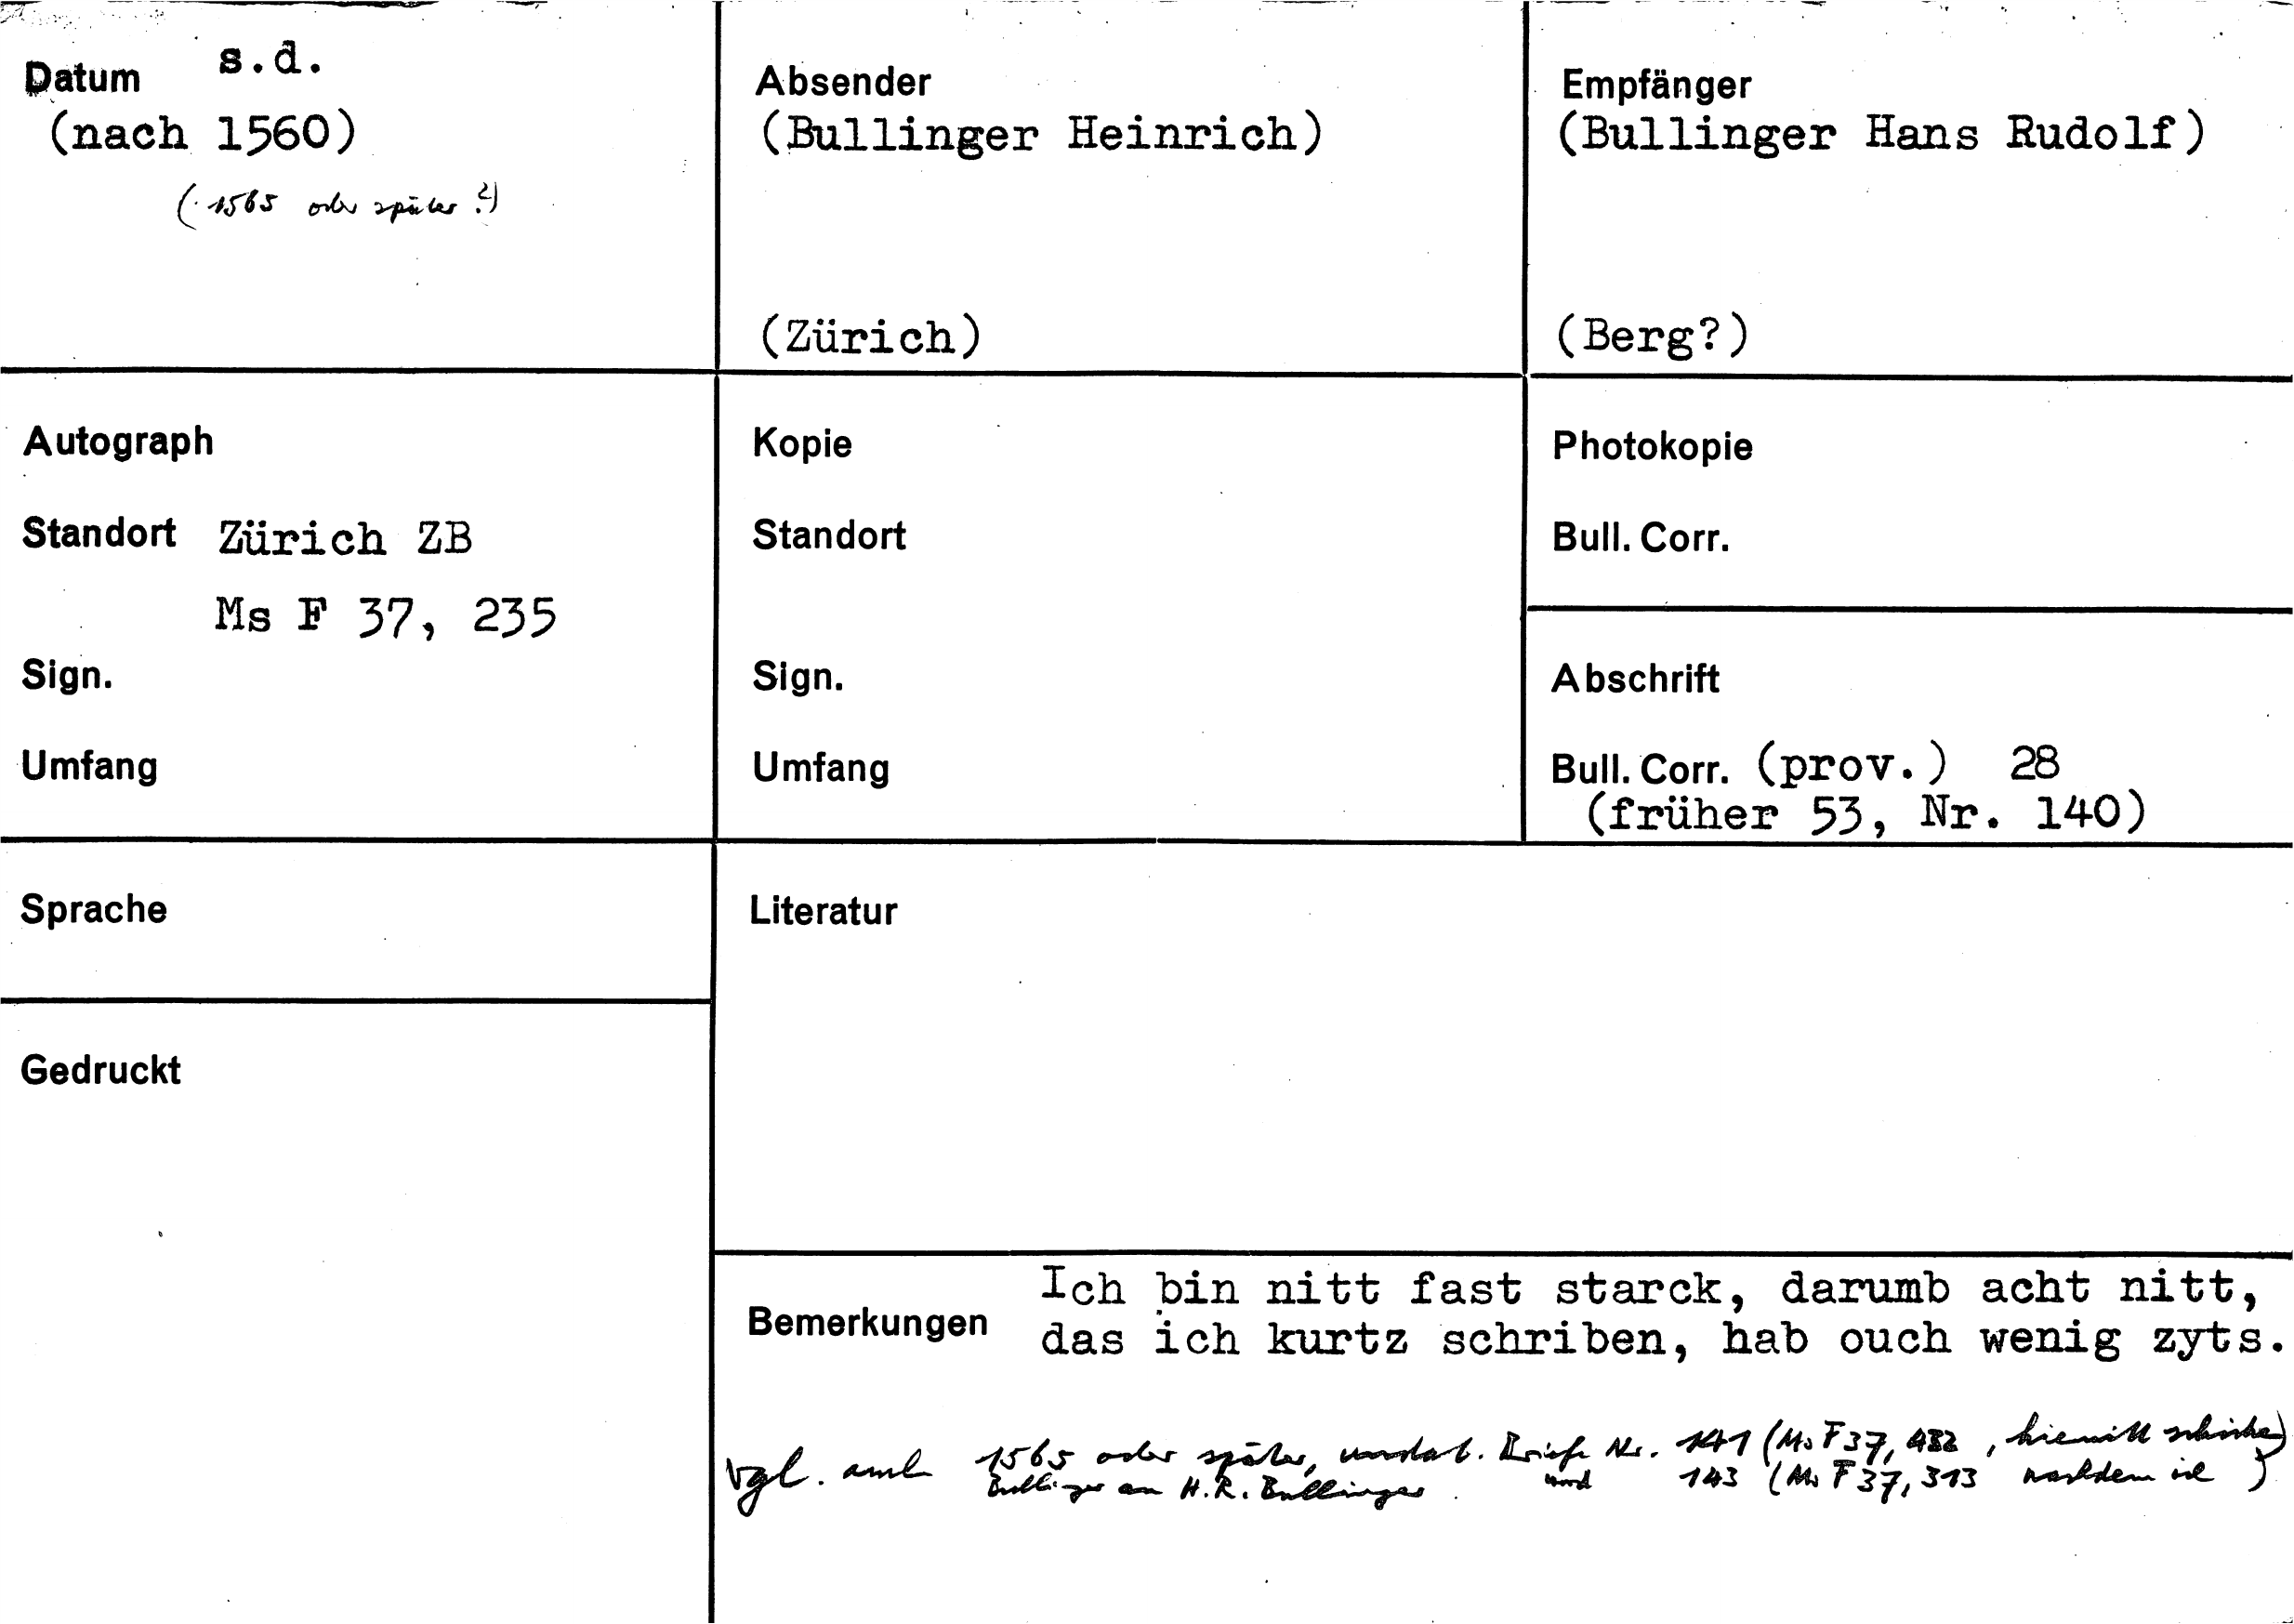 Datum s.d.
(nach 1560)
(1565 oder später?)
Absender
(Bullinger Heinrich)
(Zürich)
Empfänger
(Bullinger Hans Rudolf)
(Berg?)
Autograph
Standort Zürich ZB
Ms F 37, 235
Sign.
Umfang
Kopie
Standort
Sign.
Umfang
Photokopie
Bull. Corr.
Abschrift
Bull. Corr. (prov.) 28
(früher 53, Nr. 140)
Sprache
Gedruckt
Literatur
Bemerkungen
Ich bin nitt fast starck, darumb acht nitt,
das ich kurtz schriben, hab ouch wenig zyts.
Vgl. auch 1565 oder später, undat. Briefe Nr. 141 (Ms F 37, 482, hiemitt schicke)
Bullinger an H.R. Bullinger. und 143 (Ms F 37, 313 nachdem ich )